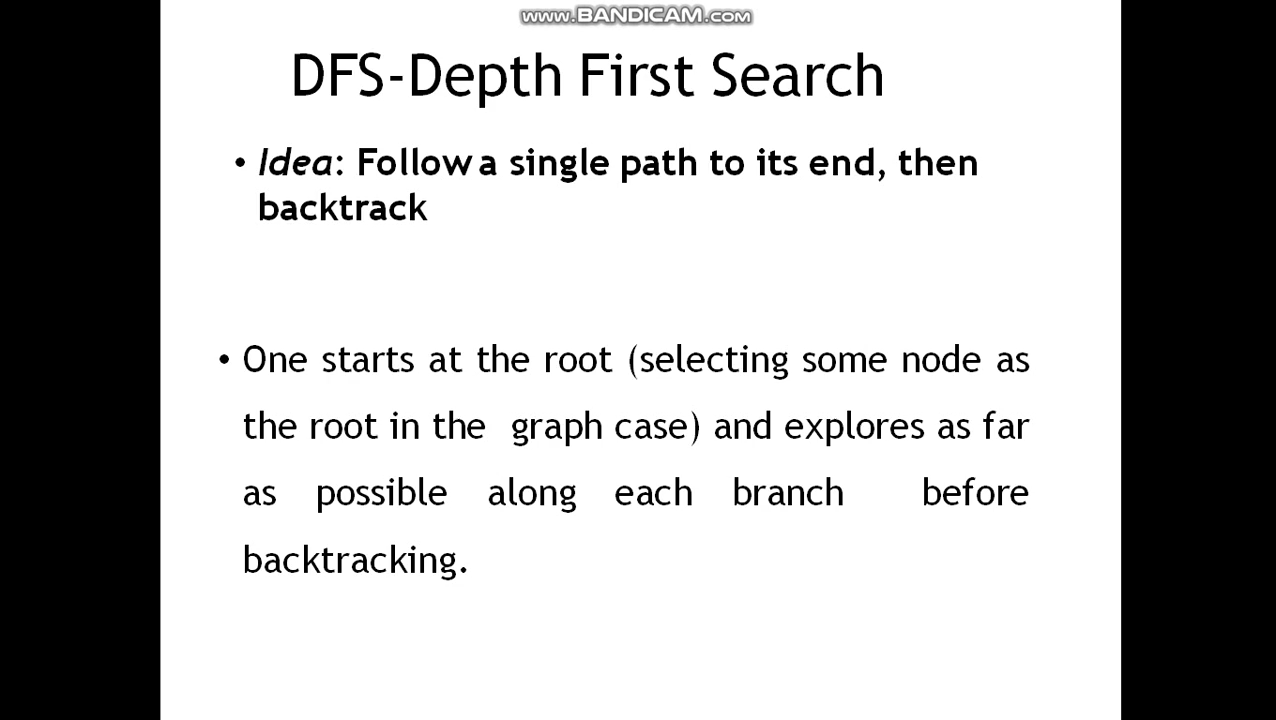 www.BANDICAM.com
DFS-Depth First Search
• Idea: Follow a single path to its end, then
backtrack
• One starts at the root (selecting some node as
the root in the graph case) and explores as far
as possible along each branch before
backtracking.